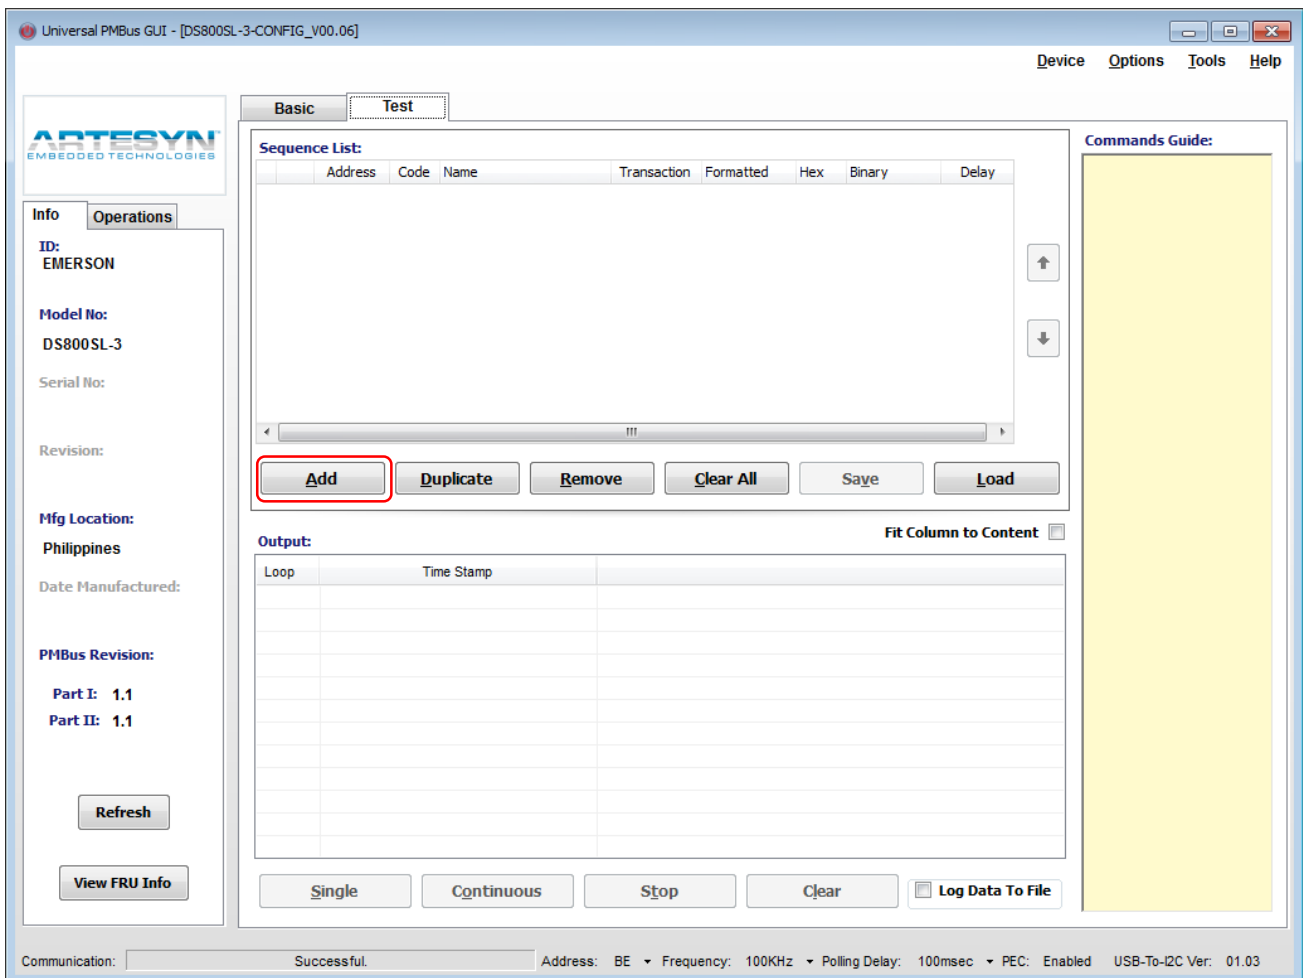 Universal PMBus GUI - [DS800SL-3-CONFIG_V00.06]
Device Options Tools Help
ARTESYN
EMBEDDED TECHNOLOGIES
Info Operations
ID:
EMERSON
Model No:
DS800SL-3
Serial No:
Revision:
Mfg Location:
Philippines
Date Manufactured:
PMBus Revision:
Part I: 1.1
Part II: 1.1
Refresh
View FRU Info
Basic Test
Sequence List:
Address Code Name Transaction Formatted Hex Binary Delay
Add Duplicate Remove Clear All Save Load
Fit Column to Content
Output:
Loop Time Stamp
Single Continuous Stop Clear Log Data To File
Commands Guide:
Communication: Successful. Address: BE Frequency: 100KHz Polling Delay: 100msec PEC: Enabled USB-To-I2C Ver: 01.03